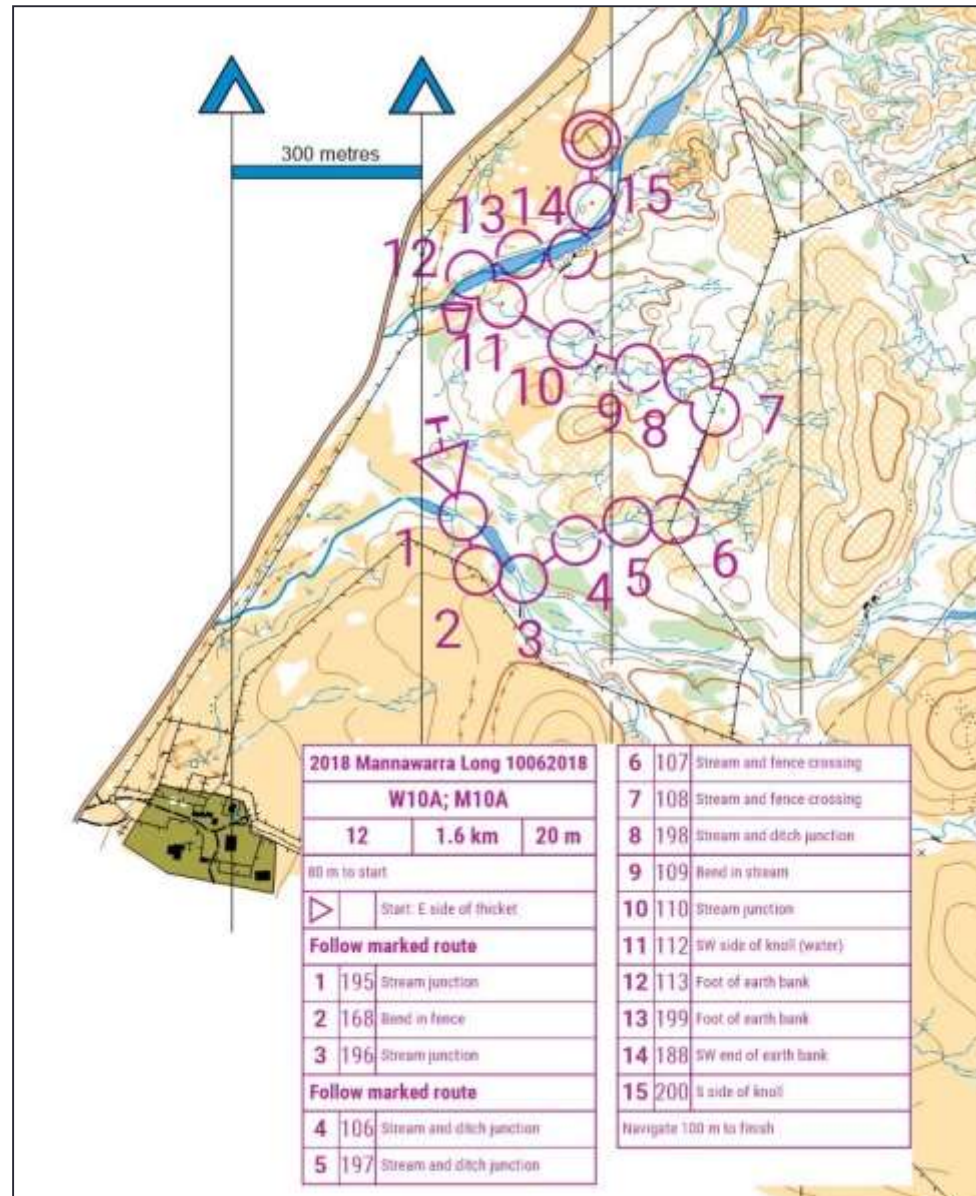 300 metres
15
14
13
12
11
10
9
8
7
1
6
5
4
2
3
2018 Mannawarra Long 10062018
W10A; M10A
12 1.6 km 20 m
80 m to start
Start: E side of thicket
Follow marked route
1 195 Stream junction
2 168 Bend in fence
3 196 Stream junction
Follow marked route
4 106 Stream and ditch junction
5 197 Stream and ditch junction
6 107 Stream and fence crossing
7 108 Stream and fence crossing
8 198 Stream and ditch junction
9 109 Bend in stream
10 110 Stream junction
11 112 SW side of knoll (water)
12 113 Foot of earth bank
13 199 Foot of earth bank
14 188 SW end of earth bank
15 200 S side of knoll
Navigate 100 m to finish